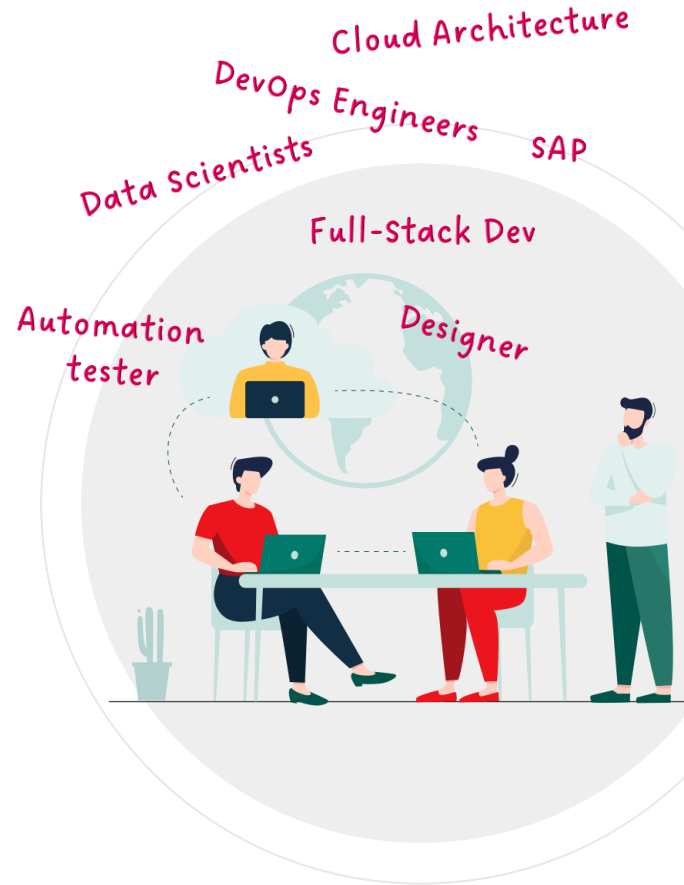 Cloud Architecture
DevOps Engineers
SAP
Data Scientists
Full-Stack Dev
Automation
tester
Designer